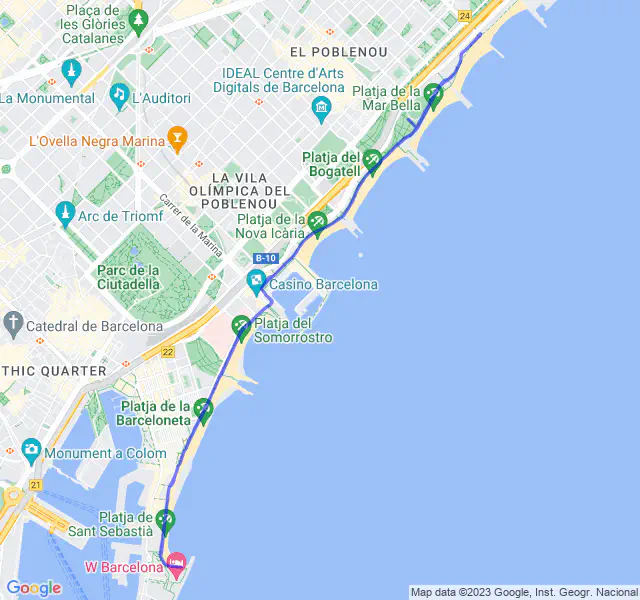 Plaça de
les Glòries
Catalanes
24
EL POBLENOU
La Monumental
L'Auditori
IDEAL Centre d'Arts
Digitals de Barcelona
Platja de la
Mar Bella
L'Ovella Negra Marina
LA VILA
OLÍMPICA DEL
POBLENOU
Platja del
Bogatell
Carrer de la Marina
Arc de Triomf
Platja de la
Nova Icària
B-10
Parc de la
Ciutadella
Casino Barcelona
Catedral de Barcelona
Platja del
Somorrostro
22
THIC QUARTER
Platja de la
Barceloneta
Monument a Colom
21
Platja de
Sant Sebastià
W Barcelona
Google
Map data ©2023 Google, Inst. Geogr. Nacional